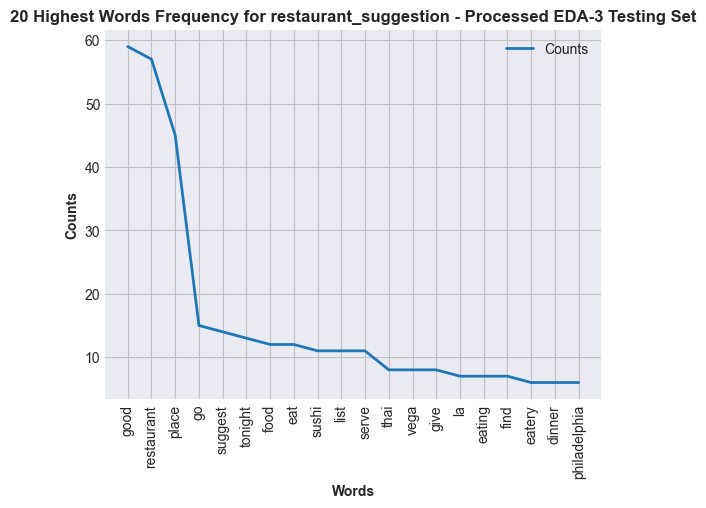 20 Highest Words Frequency for restaurant_suggestion - Processed EDA-3 Testing Set
Counts
60
50
40
30
20
10
Counts
good
restaurant
place
go
suggest
tonight
food
eat
sushi
list
serve
thai
vega
give
la
eating
find
eatery
dinner
philadelphia
Words